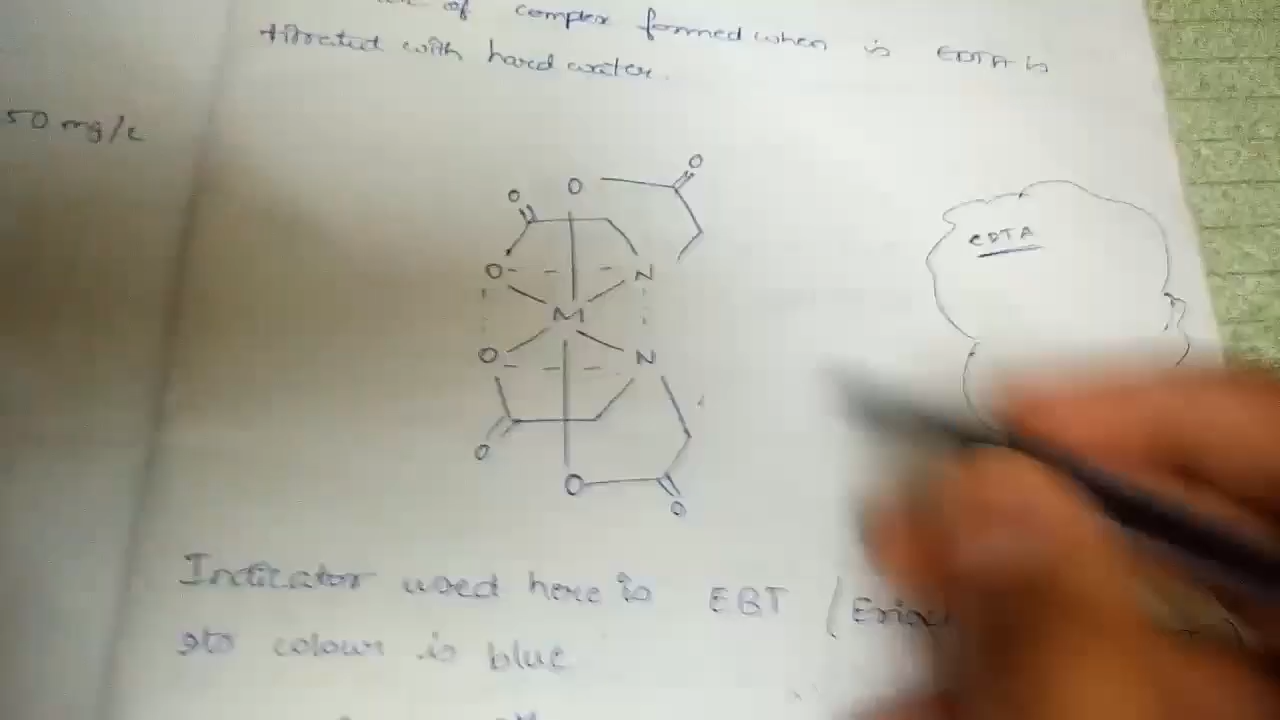 of complex formed when is EDTA is
titrated with hard water.
50 mg/L
EDTA
O
O
O
O
N
M
O
N
O
O
O
Indicator used here is EBT (
Its colour is blue